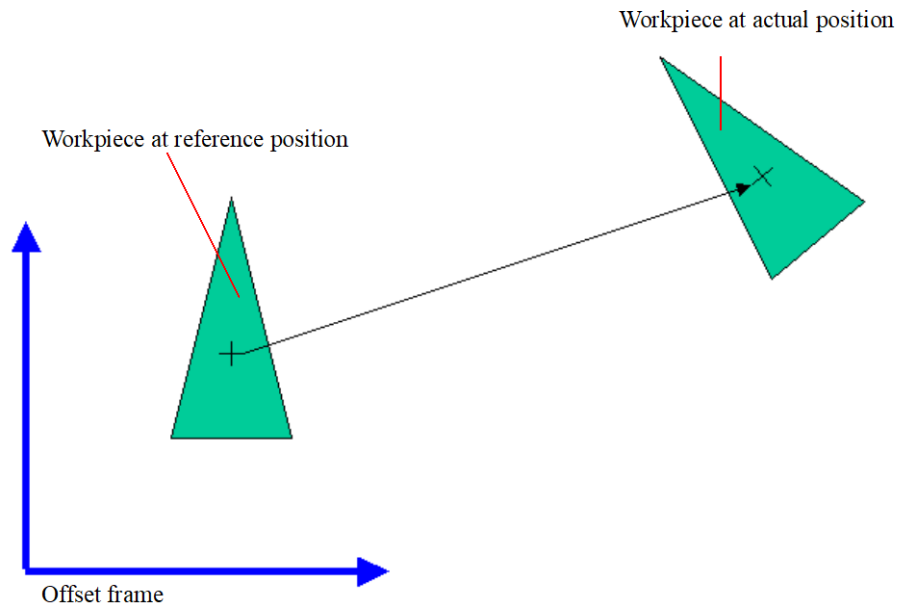 Workpiece at actual position
Workpiece at reference position
Offset frame